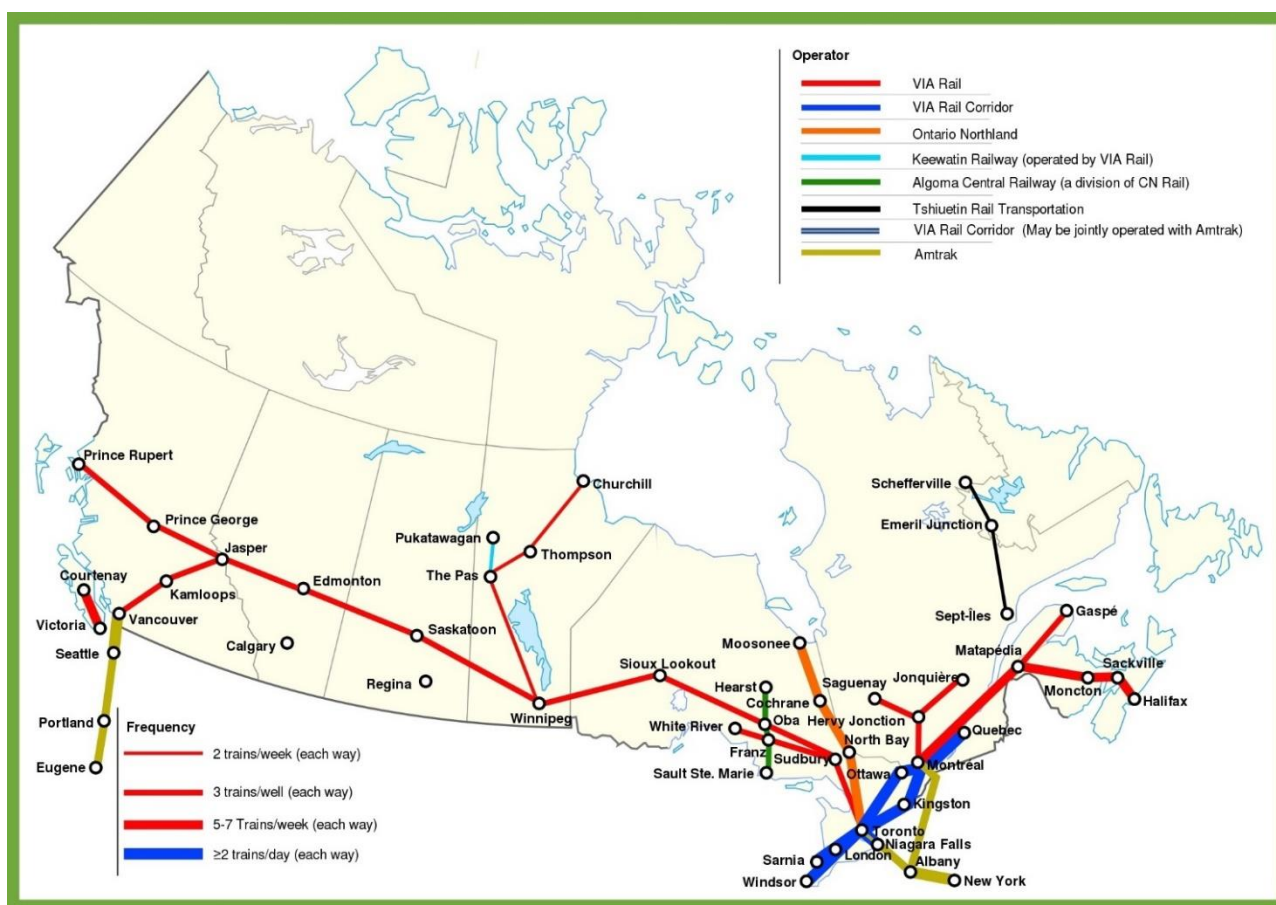 Operator
VIA Rail
VIA Rail Corridor
Ontario Northland
Keewatin Railway (operated by VIA Rail)
Algoma Central Railway (a division of CN Rail)
Tshiuetin Rail Transportation
VIA Rail Corridor (May be jointly operated with Amtrak)
Amtrak
Prince Rupert
Prince George
Jasper
Courtenay
Kamloops
Edmonton
Victoria
Vancouver
Seattle
Calgary
Saskatoon
Regina
Portland
Eugene
Churchill
Pukatawagan
Thompson
The Pas
Winnipeg
Sioux Lookout
Schefferville
Emeril Junction
Sept-Îles
Gaspé
Matapédia
Sackville
Moncton
Halifax
Moosonee
Hearst
Cochrane
Saguenay
Jonquière
Oba
Hervy Jonction
White River
North Bay
Quebec
Franz
Sudbury
Sault Ste. Marie
Ottawa
Montréal
Kingston
Toronto
Niagara Falls
Sarnia
London
Albany
Windsor
New York
Frequency
2 trains/week (each way)
3 trains/well (each way)
5-7 Trains/week (each way)
≥2 trains/day (each way)